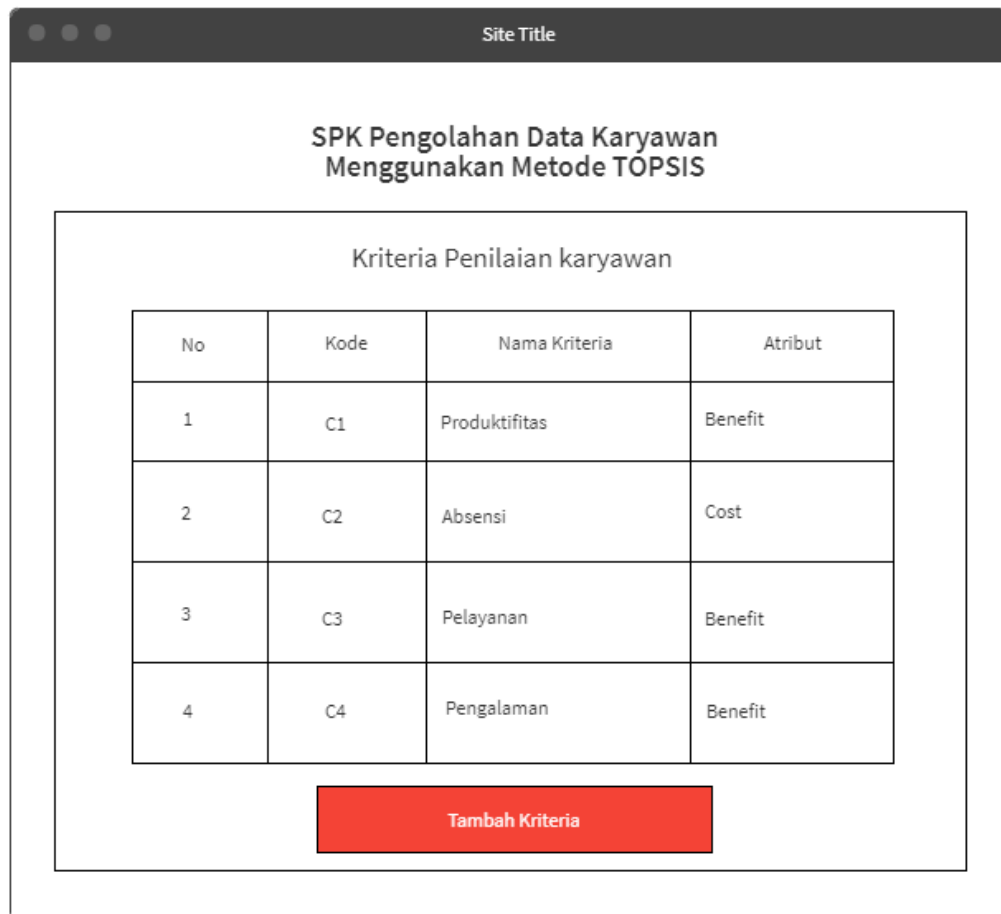 Site Title
SPK Pengolahan Data Karyawan
Menggunakan Metode TOPSIS
Kriteria Penilaian karyawan
No Kode Nama Kriteria Atribut
1 C1 Produktifitas Benefit
2 C2 Absensi Cost
3 C3 Pelayanan Benefit
4 C4 Pengalaman Benefit
Tambah Kriteria